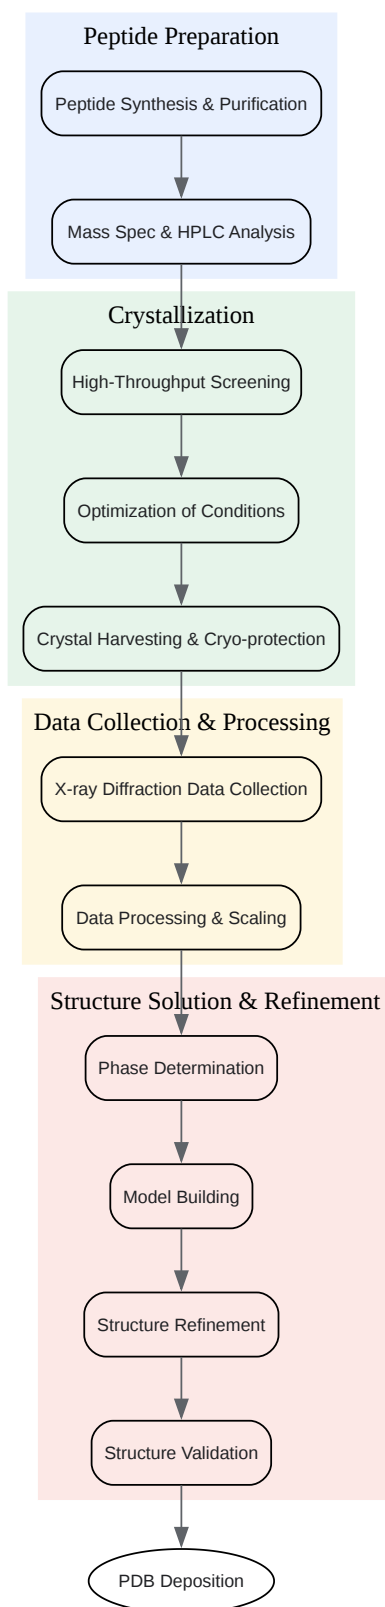 Peptide Preparation
Peptide Synthesis & Purification
Mass Spec & HPLC Analysis
Crystallization
High-Throughput Screening
Optimization of Conditions
Crystal Harvesting & Cryo-protection
Data Collection & Processing
X-ray Diffraction Data Collection
Data Processing & Scaling
Structure Solution & Refinement
Phase Determination
Model Building
Structure Refinement
Structure Validation
PDB Deposition